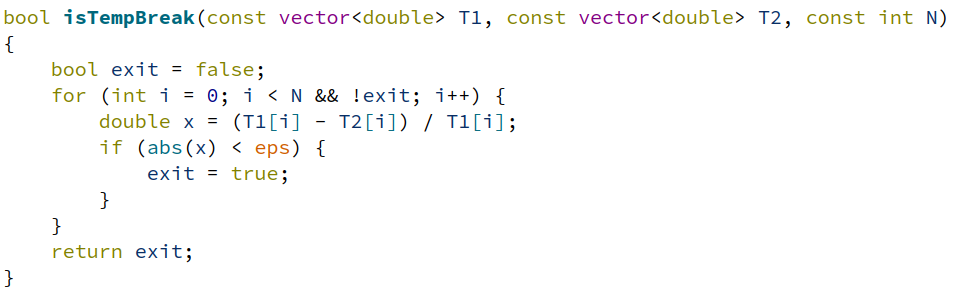 bool isTempBreak(const vector<double> T1, const vector<double> T2, const int N)
{
    bool exit = false;
    for (int i = 0; i < N && !exit; i++) {
        double x = (T1[i] - T2[i]) / T1[i];
        if (abs(x) < eps) {
            exit = true;
        }
    }
    return exit;
}